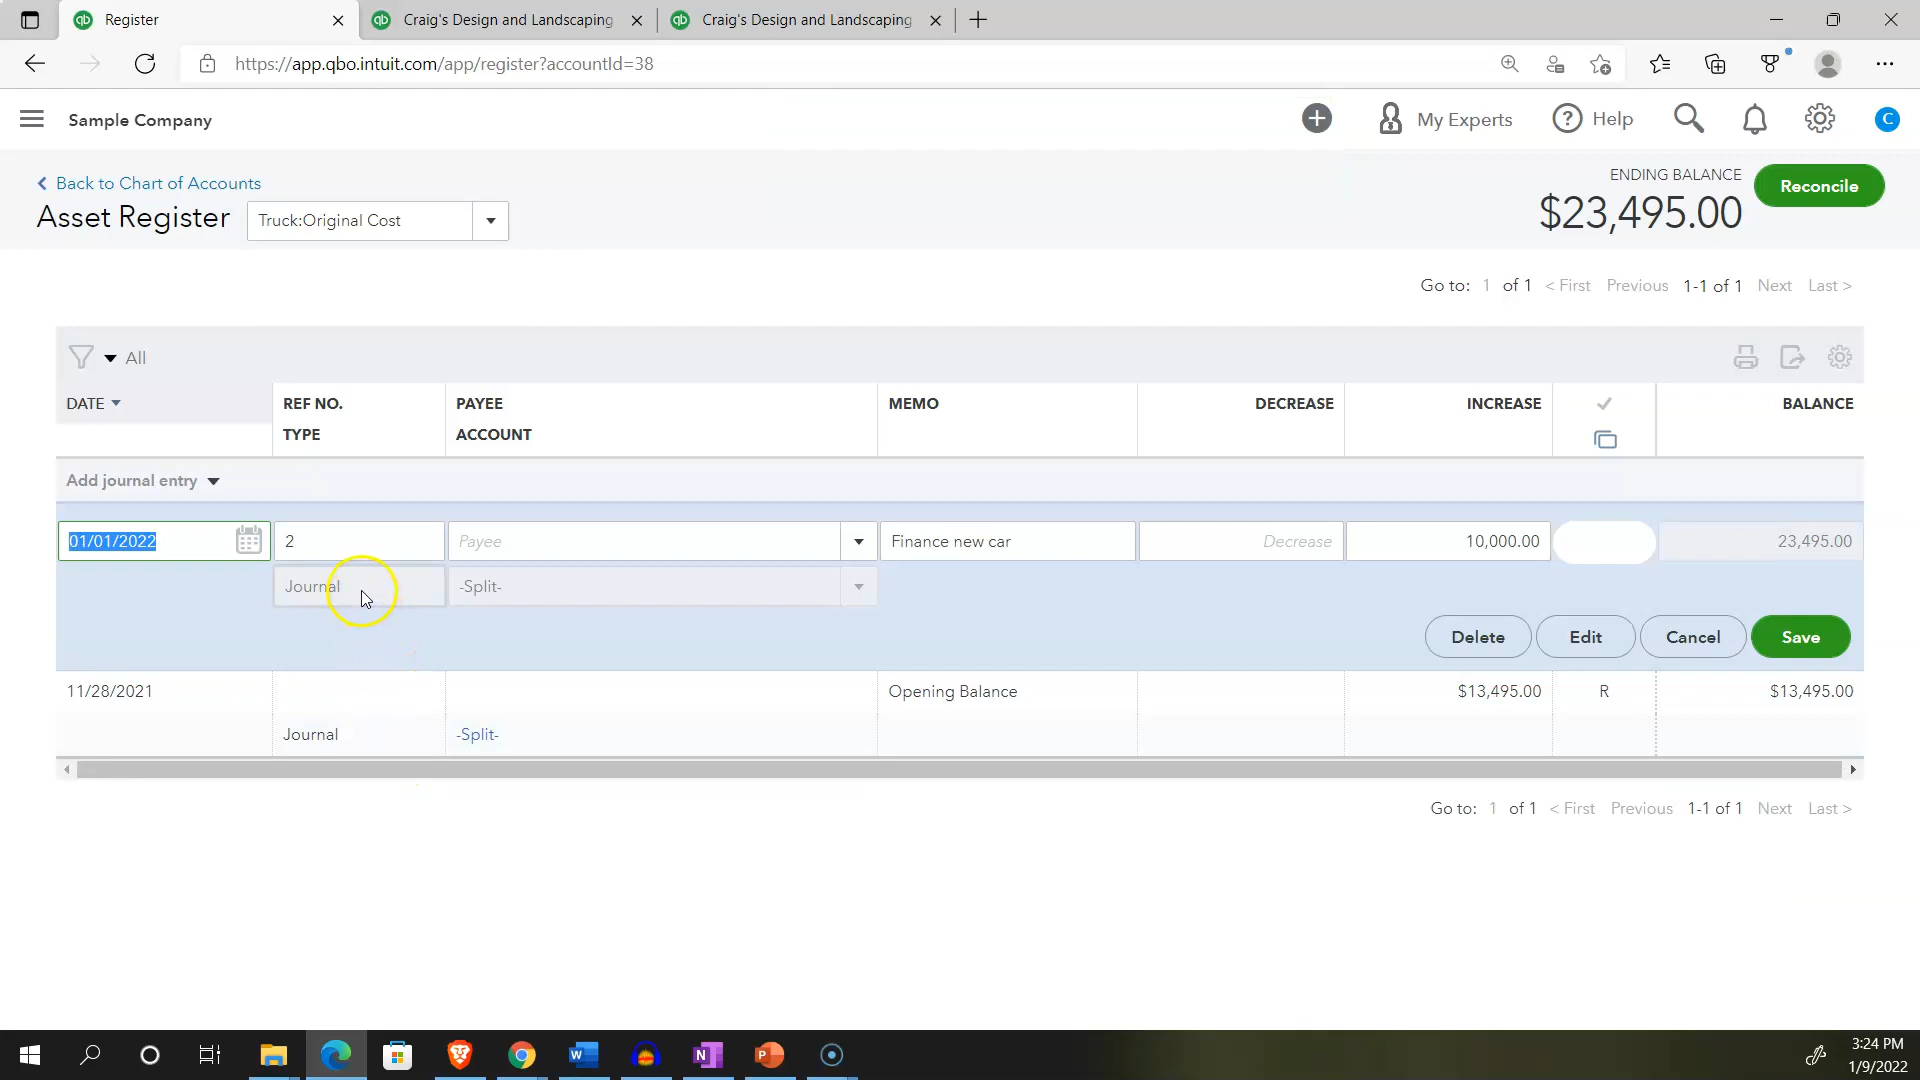 Register
Craig's Design and Landscaping
Craig's Design and Landscaping
https://app.qbo.intuit.com/app/register?accountId=38
Sample Company
My Experts
Help
C
Back to Chart of Accounts
Asset Register
Truck:Original Cost
ENDING BALANCE
$23,495.00
Reconcile
Go to: 1 of 1 < First Previous 1-1 of 1 Next Last >
All
DATE REF NO. PAYEE MEMO DECREASE INCREASE BALANCE
TYPE ACCOUNT
Add journal entry
01/01/2022 2 Payee Finance new car Decrease 10,000.00 23,495.00
Journal -Split-
Delete Edit Cancel Save
11/28/2021 Opening Balance $13,495.00 R $13,495.00
Journal -Split-
Go to: 1 of 1 < First Previous 1-1 of 1 Next Last >
3:24 PM
1/9/2022